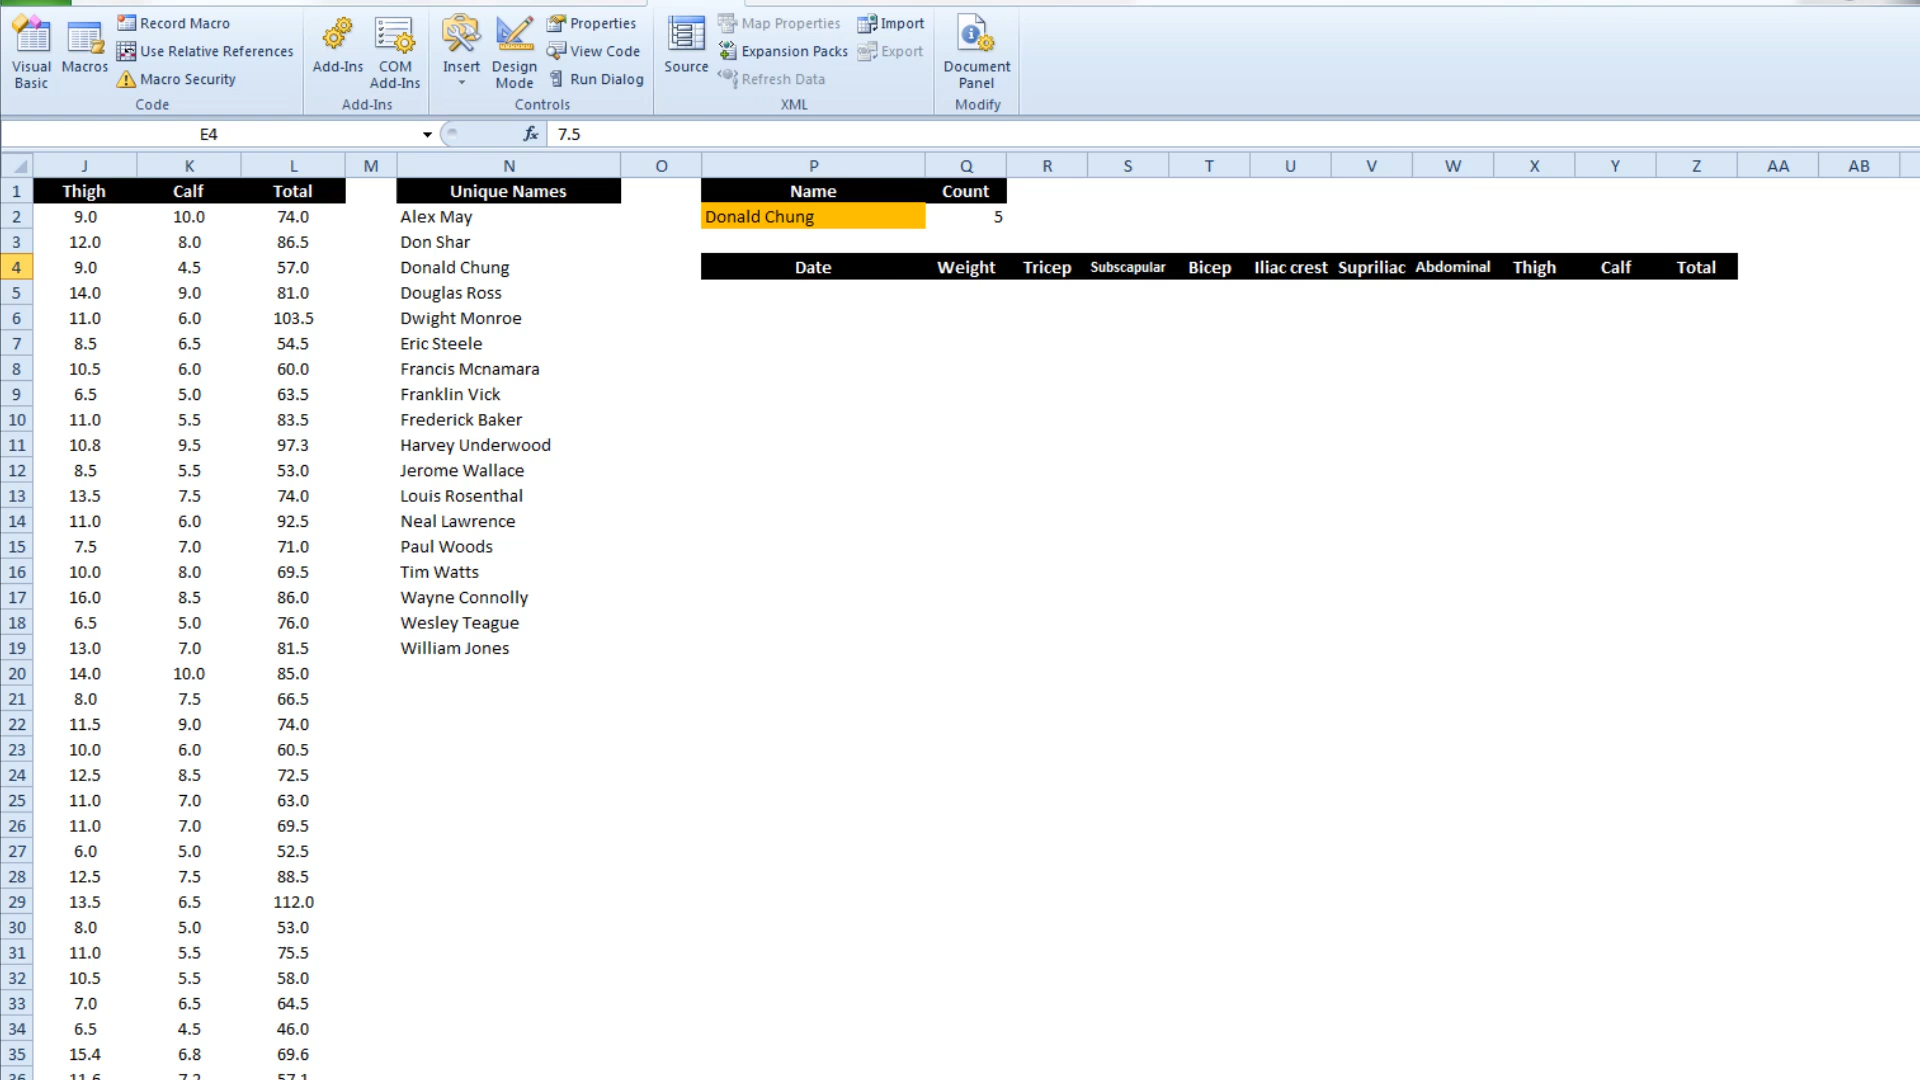 Record Macro
Use Relative References
Macro Security
Visual Basic
Macros
Code
Add-Ins
COM Add-Ins
Add-Ins
Insert
Design Mode
Properties
View Code
Run Dialog
Controls
Source
Map Properties
Expansion Packs
Refresh Data
Import
Export
XML
Document Panel
Modify
E4 fx 7.5
J K L M N O P Q R S T U V W X Y Z AA AB
1 Thigh Calf Total Unique Names Name Count
2 9.0 10.0 74.0 Alex May Donald Chung 5
3 12.0 8.0 86.5 Don Shar
4 9.0 4.5 57.0 Donald Chung Date Weight Tricep Subscapular Bicep Iliac crest Supriliac Abdominal Thigh Calf Total
5 14.0 9.0 81.0 Douglas Ross
6 11.0 6.0 103.5 Dwight Monroe
7 8.5 6.5 54.5 Eric Steele
8 10.5 6.0 60.0 Francis Mcnamara
9 6.5 5.0 63.5 Franklin Vick
10 11.0 5.5 83.5 Frederick Baker
11 10.8 9.5 97.3 Harvey Underwood
12 8.5 5.5 53.0 Jerome Wallace
13 13.5 7.5 74.0 Louis Rosenthal
14 11.0 6.0 92.5 Neal Lawrence
15 7.5 7.0 71.0 Paul Woods
16 10.0 8.0 69.5 Tim Watts
17 16.0 8.5 86.0 Wayne Connolly
18 6.5 5.0 76.0 Wesley Teague
19 13.0 7.0 81.5 William Jones
20 14.0 10.0 85.0
21 8.0 7.5 66.5
22 11.5 9.0 74.0
23 10.0 6.0 60.5
24 12.5 8.5 72.5
25 11.0 7.0 63.0
26 11.0 7.0 69.5
27 6.0 5.0 52.5
28 12.5 7.5 88.5
29 13.5 6.5 112.0
30 8.0 5.0 53.0
31 11.0 5.5 75.5
32 10.5 5.5 58.0
33 7.0 6.5 64.5
34 6.5 4.5 46.0
35 15.4 6.8 69.6
36 11.6 7.2 57.1